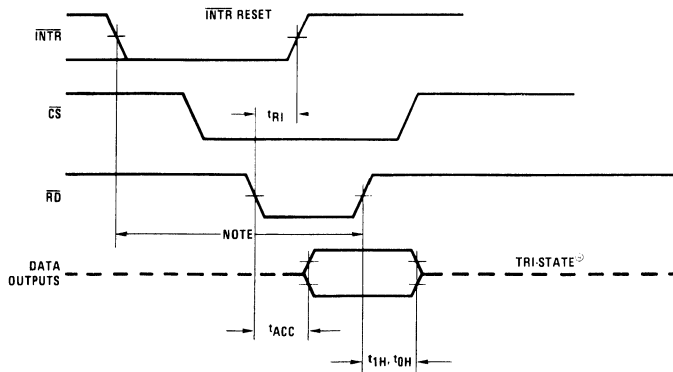 INTR RESET
INTR
CS
tRI
RD
NOTE
DATA
OUTPUTS
TRI-STATE®
tACC
t1H, t0H